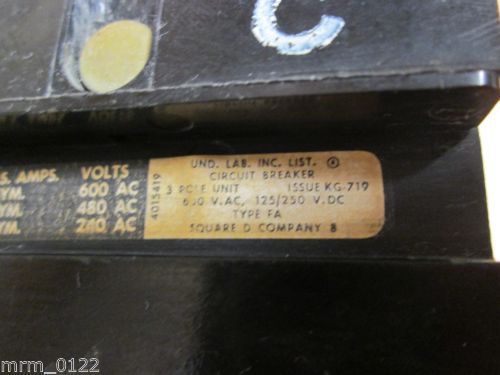 C
S. AMPS. VOLTS
YM. 600 AC
YM. 480 AC
YM. 240 AC
4015419
UND. LAB. INC. LIST.
CIRCUIT BREAKER
3 POLE UNIT ISSUE KG-719
600 V.AC, 125/250 V.DC
TYPE FA
SQUARE D COMPANY 8
mrm_0122